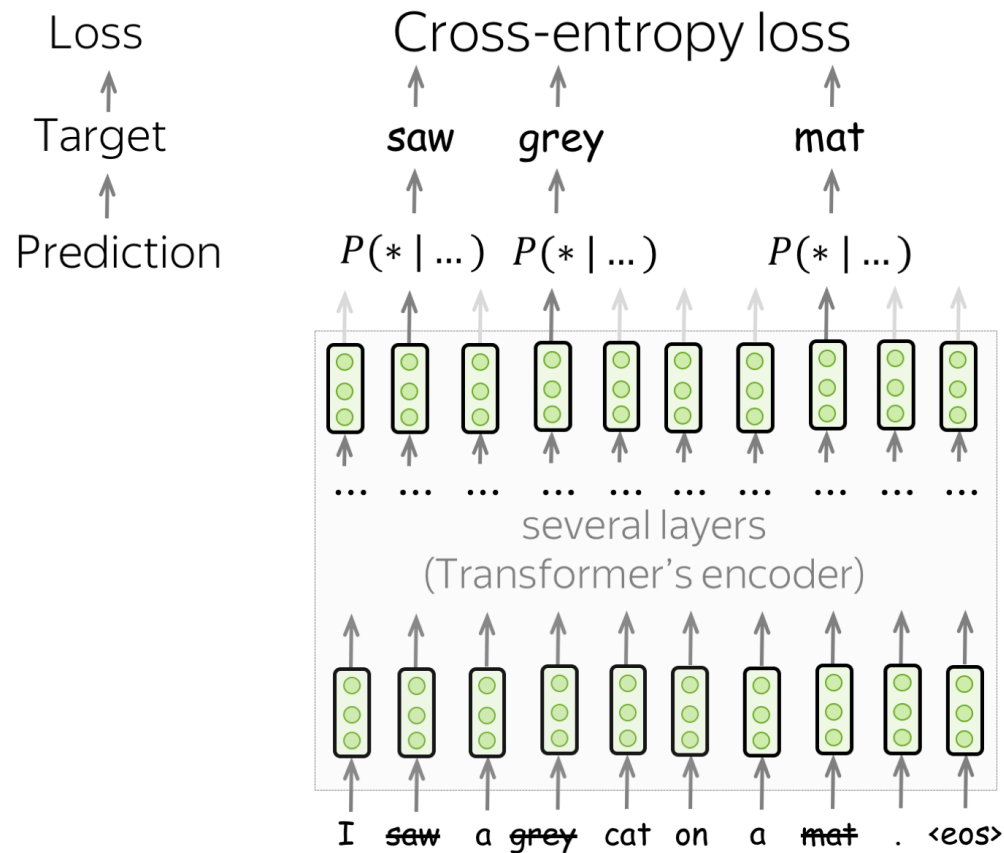 Loss Cross-entropy loss
Target saw grey mat
Prediction P(* | ...) P(* | ...) P(* | ...)
... ... ... ... ... ... ... ... ... ...
several layers
(Transformer's encoder)
I saw a grey cat on a mat . <eos>